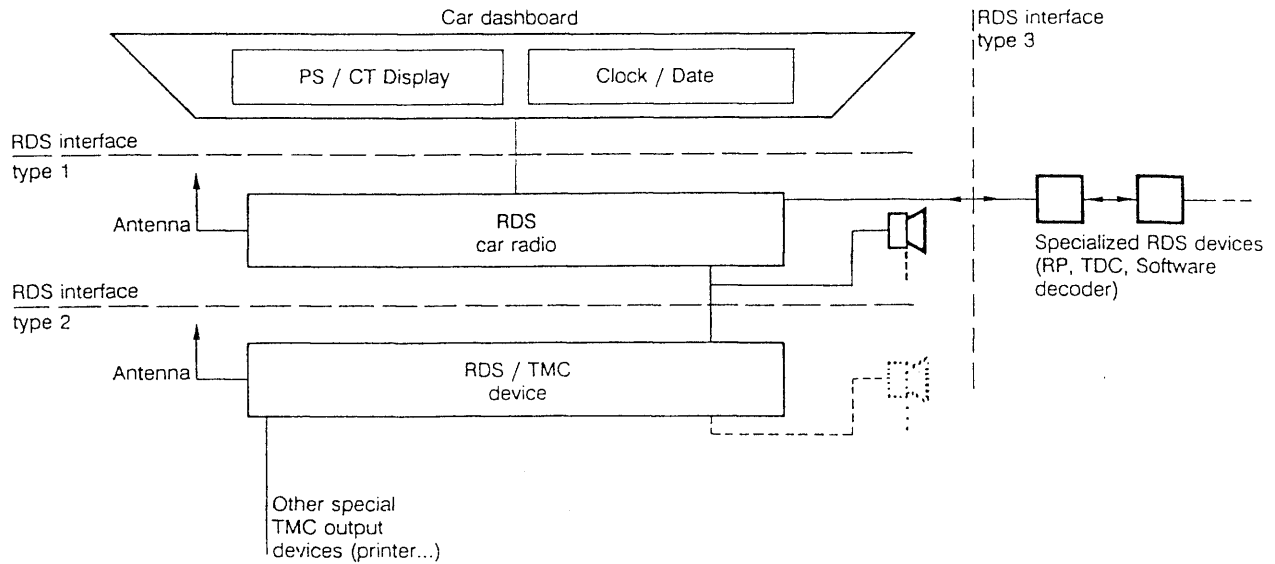 Car dashboard
RDS interface
type 3
PS / CT Display
Clock / Date
RDS interface
type 1
Antenna
RDS
car radio
Specialized RDS devices
(RP, TDC, Software
decoder)
RDS interface
type 2
Antenna
RDS / TMC
device
Other special
TMC output
devices (printer...)